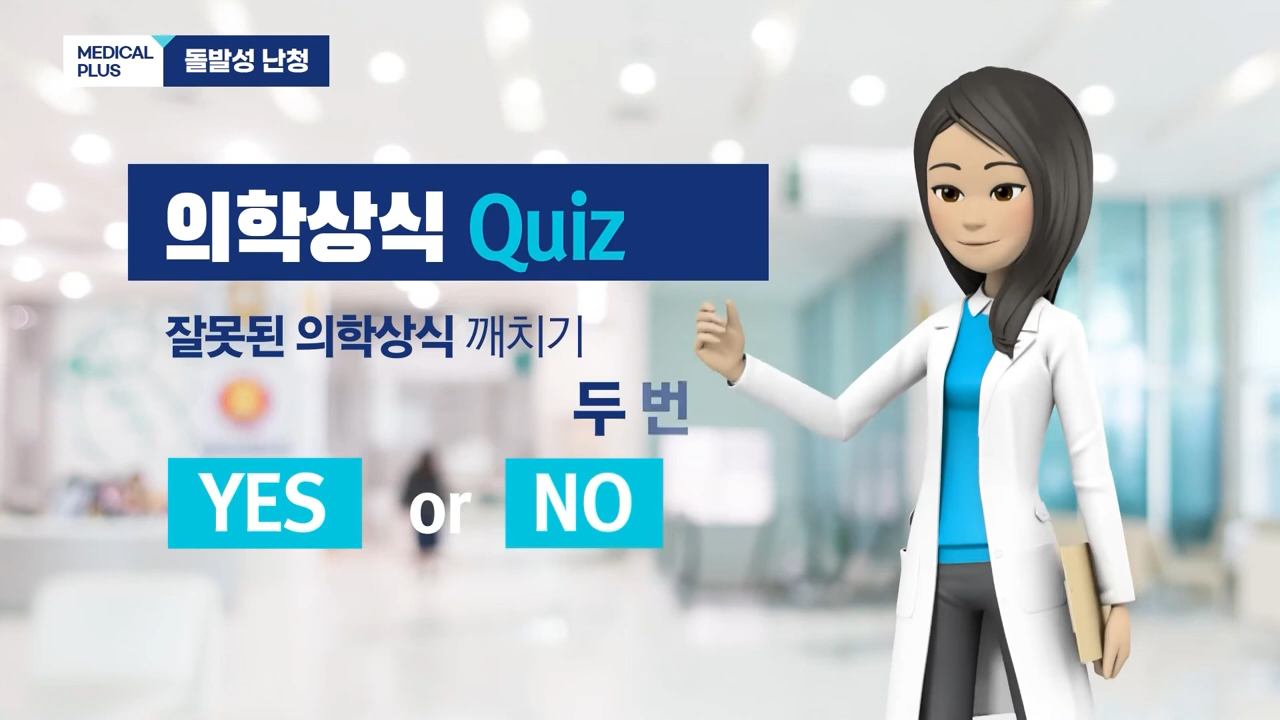 MEDICAL
PLUS
돌발성 난청
의학상식 Quiz
잘못된 의학상식 깨치기
두 번
YES or NO